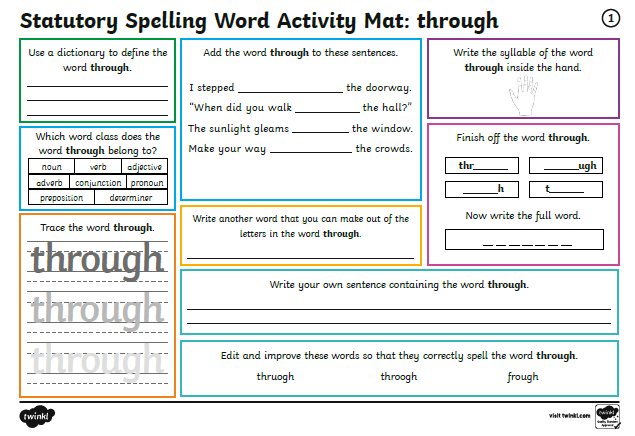 Statutory Spelling Word Activity Mat: through
1
Use a dictionary to define the
word through.
Which word class does the
word through belong to?
noun verb adjective
adverb conjunction pronoun
preposition determiner
Trace the word through.
through
through
through
Add the word through to these sentences.
I stepped ____________________ the doorway.
“When did you walk ____________ the hall?”
The sunlight gleams ___________ the window.
Make your way ________________ the crowds.
Write another word that you can make out of the
letters in the word through.
Write the syllable of the word
through inside the hand.
Finish off the word through.
thr______ ______ugh
______h t______
Now write the full word.
_ _ _ _ _ _ _
Write your own sentence containing the word through.
Edit and improve these words so that they correctly spell the word through.
thruogh throogh frough
twinkl
visit twinkl.com
twinkl